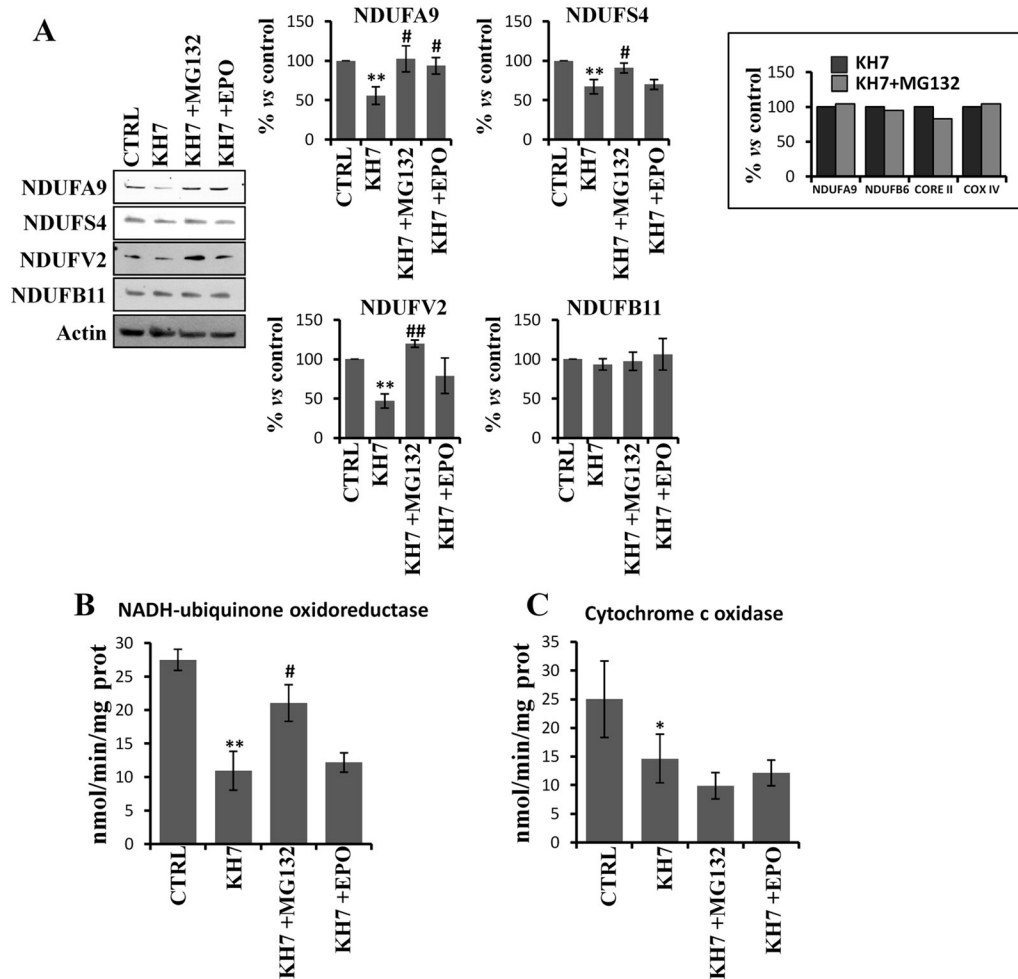 A
CTRL
KH7
KH7 +MG132
KH7 +EPO
NDUFA9
NDUFS4
NDUFV2
NDUFB11
Actin
NDUFA9
% vs control
150
100
50
0
**
#
#
CTRL
KH7
KH7 +MG132
KH7 +EPO
NDUFS4
% vs control
150
100
50
0
**
#
CTRL
KH7
KH7 +MG132
KH7 +EPO
KH7
KH7+MG132
% vs control
150
100
50
0
NDUFA9 NDUFB6 CORE II COX IV
NDUFV2
% vs control
150
100
50
0
**
##
CTRL
KH7
KH7 +MG132
KH7 +EPO
NDUFB11
% vs control
150
100
50
0
CTRL
KH7
KH7 +MG132
KH7 +EPO
B NADH-ubiquinone oxidoreductase
nmol/min/mg prot
30
25
20
15
10
5
0
**
#
CTRL
KH7
KH7 +MG132
KH7 +EPO
C Cytochrome c oxidase
nmol/min/mg prot
35
30
25
20
15
10
5
0
*
CTRL
KH7
KH7 +MG132
KH7 +EPO